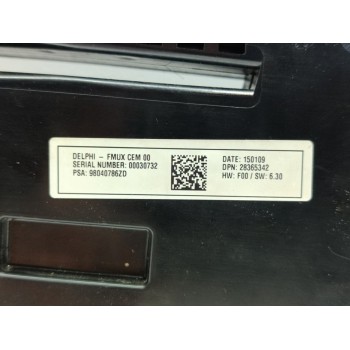 DELPHI - FMUX CEM 00
SERIAL NUMBER: 00030732
PSA: 98040786ZD
DATE: 150109
DPN: 28365342
HW: F00 / SW: 6.30